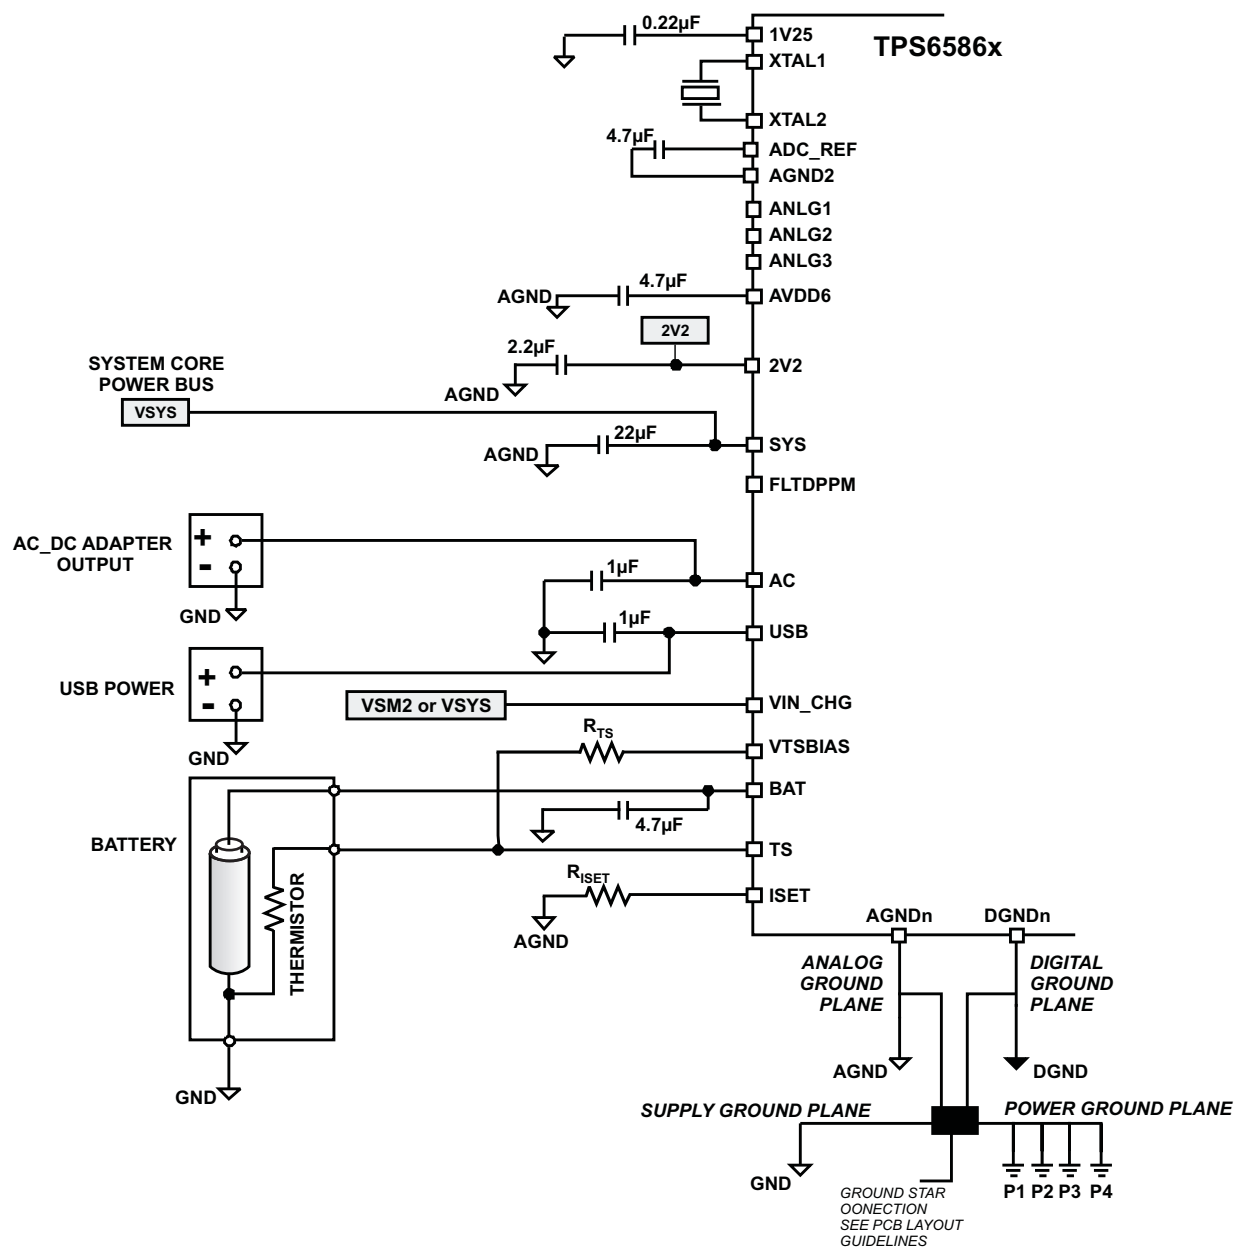 0.22µF
1V25
TPS6586x
XTAL1
XTAL2
4.7µF
ADC_REF
AGND2
ANLG1
ANLG2
ANLG3
4.7µF
AGND
AVDD6
2V2
2.2µF
2V2
AGND
SYSTEM CORE
POWER BUS
VSYS
22µF
AGND
SYS
FLTDPPM
AC_DC ADAPTER
OUTPUT
+
-
GND
1µF
AC
1µF
USB
USB POWER
+
-
GND
VSM2 or VSYS
VIN_CHG
RTS
VTSBIAS
BAT
4.7µF
BATTERY
THERMISTOR
TS
RISET
ISET
AGND
GND
AGNDn
DGNDn
ANALOG
GROUND
PLANE
DIGITAL
GROUND
PLANE
AGND
DGND
SUPPLY GROUND PLANE
POWER GROUND PLANE
GND
P1 P2 P3 P4
GROUND STAR
OONECTION
SEE PCB LAYOUT
GUIDELINES